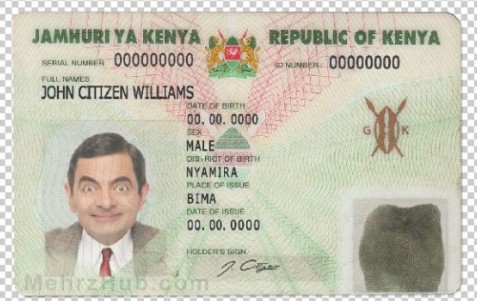 JAMHURI YA KENYA REPUBLIC OF KENYA
SERIAL NUMBER 000000000 ID NUMBER 00000000
FULL NAMES
JOHN CITIZEN WILLIAMS
DATE OF BIRTH
00. 00. 0000
SEX
MALE
DISTRICT OF BIRTH
NYAMIRA
PLACE OF ISSUE
BIMA
DATE OF ISSUE
00. 00. 0000
G K
HOLDER'S SIGN.
J. Citizen
MehrzHub.com